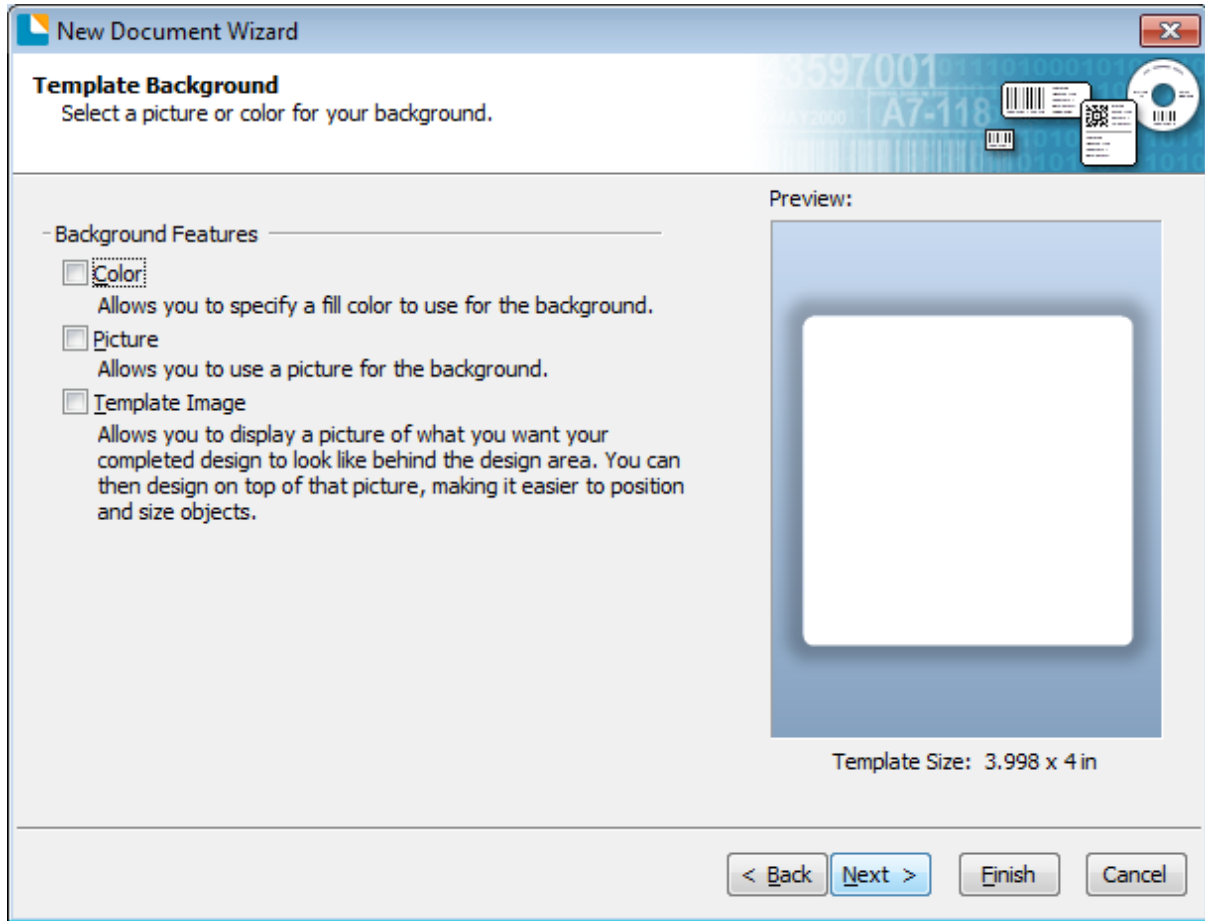 New Document Wizard
Template Background
Select a picture or color for your background.
3597001
A7-118
Preview:
Background Features
Color
Allows you to specify a fill color to use for the background.
Picture
Allows you to use a picture for the background.
Template Image
Allows you to display a picture of what you want your
completed design to look like behind the design area. You can
then design on top of that picture, making it easier to position
and size objects.
Template Size: 3.998 x 4 in
< Back
Next >
Finish
Cancel